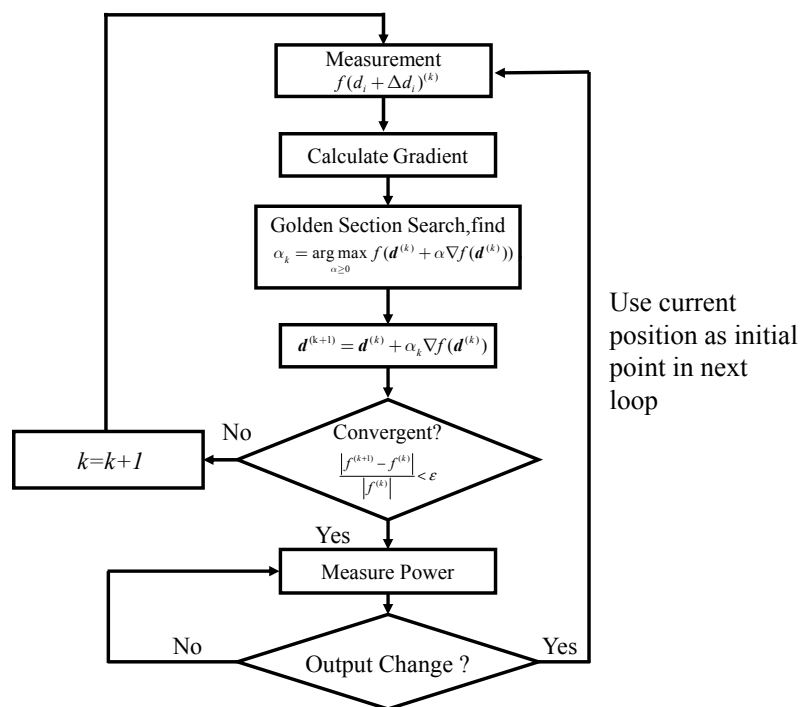 Measurement
f(d_i + Δd_i)^(k)
Calculate Gradient
Golden Section Search,find
α_k = arg max f(d^(k) + α∇f(d^(k)))
α≥0
d^(k+1) = d^(k) + α_k∇f(d^(k))
Use current
position as initial
point in next
loop
No
Convergent?
k=k+1
|f^(k+1) − f^(k)|
|f^(k)|
< ε
Yes
Measure Power
No
Yes
Output Change ?